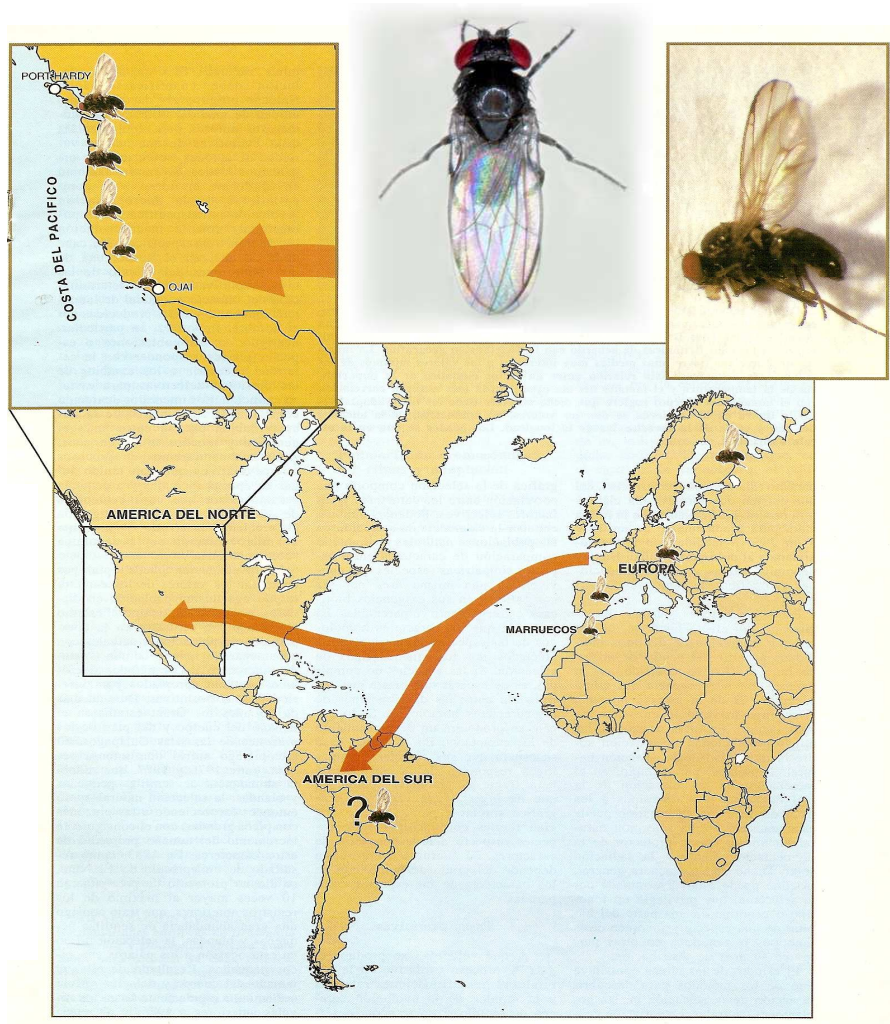 PORT HARDY
COSTA DEL PACIFICO
OJAI
AMERICA DEL NORTE
EUROPA
MARRUECOS
AMERICA DEL SUR
?